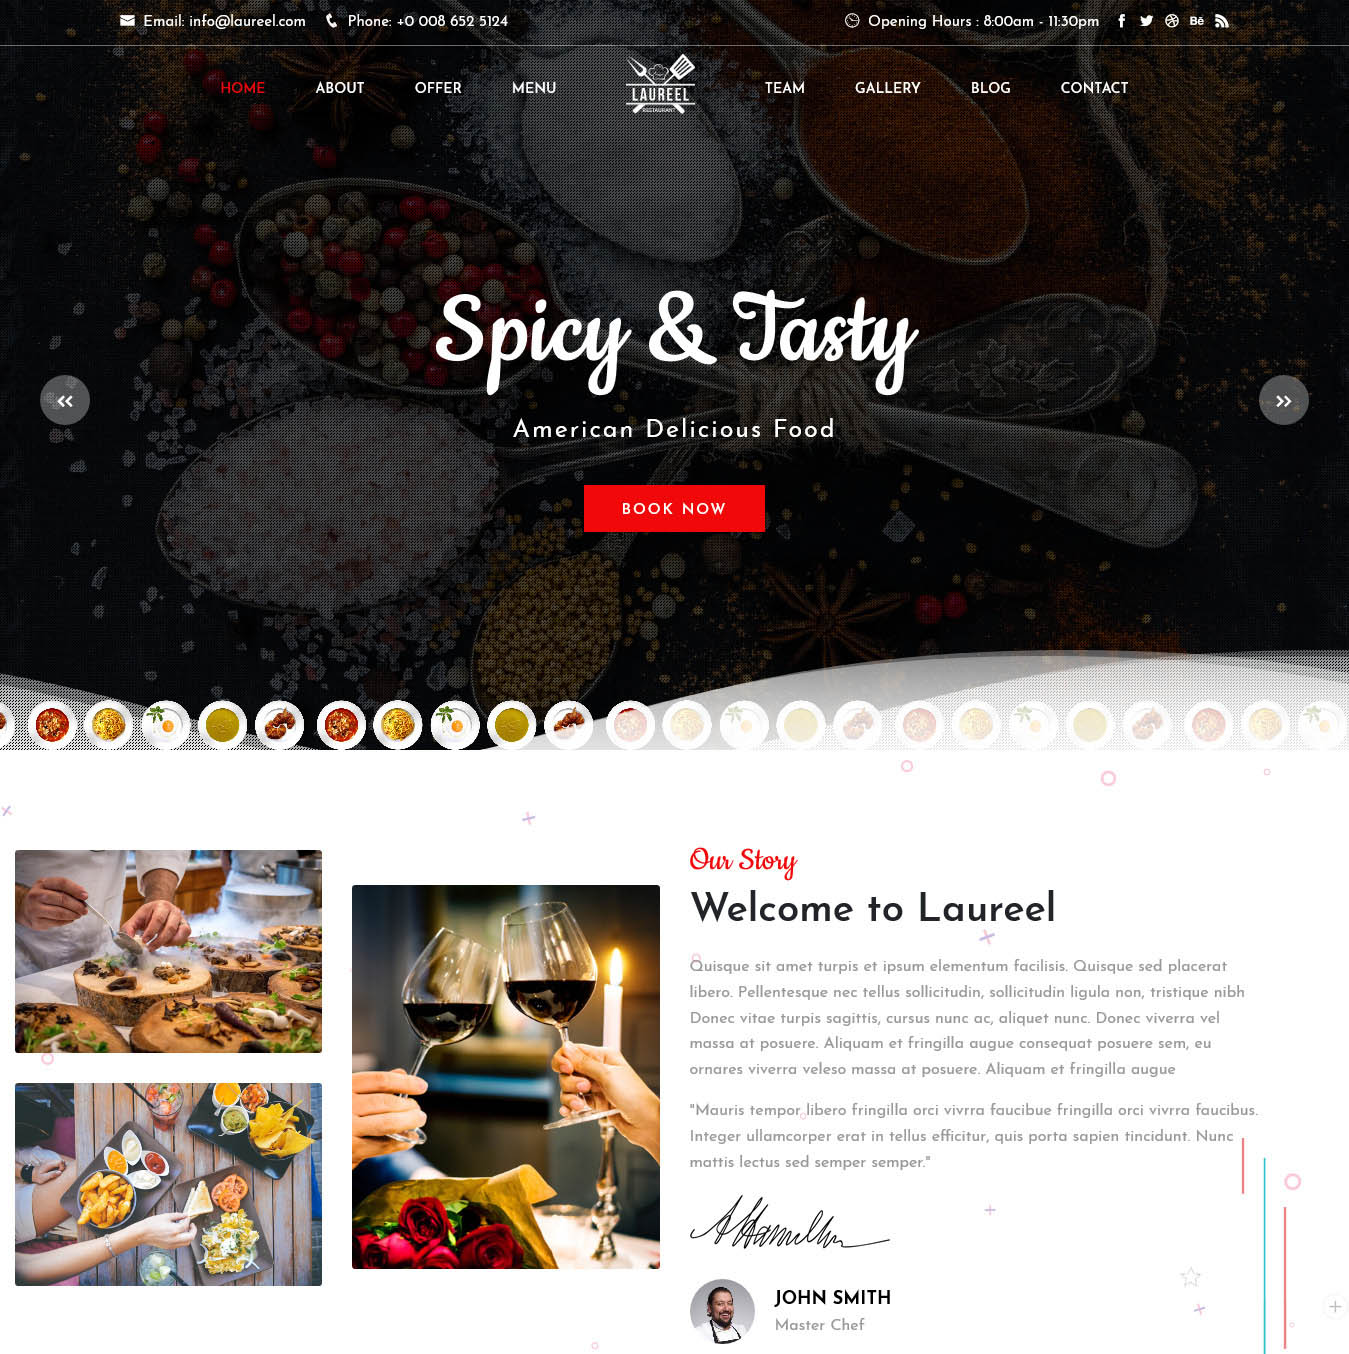 Email: info@laureel.com Phone: +0 008 652 5124 Opening Hours : 8:00am - 11:30pm
HOME ABOUT OFFER MENU TEAM GALLERY BLOG CONTACT
LAUREEL
RESTAURANT
Spicy & Tasty
American Delicious Food
BOOK NOW
Our Story
Welcome to Laureel
Quisque sit amet turpis et ipsum elementum facilisis. Quisque sed placerat
libero. Pellentesque nec tellus sollicitudin, sollicitudin ligula non, tristique nibh
Donec vitae turpis sagittis, cursus nunc ac, aliquet nunc. Donec viverra vel
massa at posuere. Aliquam et fringilla augue consequat posuere sem, eu
ornares viverra veleso massa at posuere. Aliquam et fringilla augue
"Mauris tempor libero fringilla orci vivrra faucibue fringilla orci vivrra faucibus.
Integer ullamcorper erat in tellus efficitur, quis porta sapien tincidunt. Nunc
mattis lectus sed semper semper."
JOHN SMITH
Master Chef